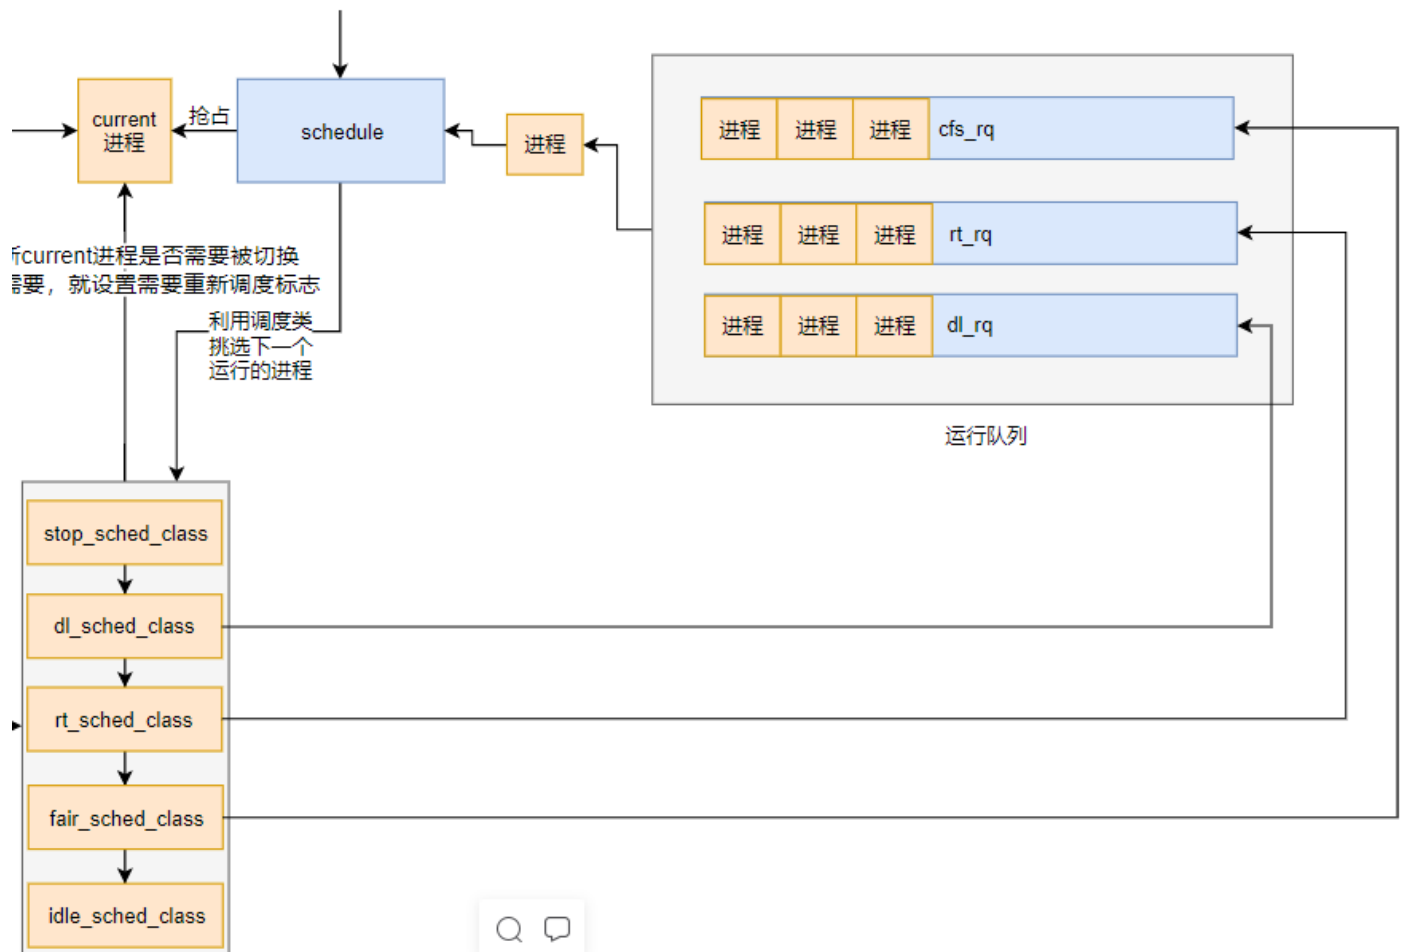 current
进程
抢占
schedule
进程
进程 进程 进程 cfs_rq
进程 进程 进程 rt_rq
进程 进程 进程 dl_rq
运行队列
current进程是否需要被切换
需要，就设置需要重新调度标志
利用调度类
挑选下一个
运行的进程
stop_sched_class
dl_sched_class
rt_sched_class
fair_sched_class
idle_sched_class